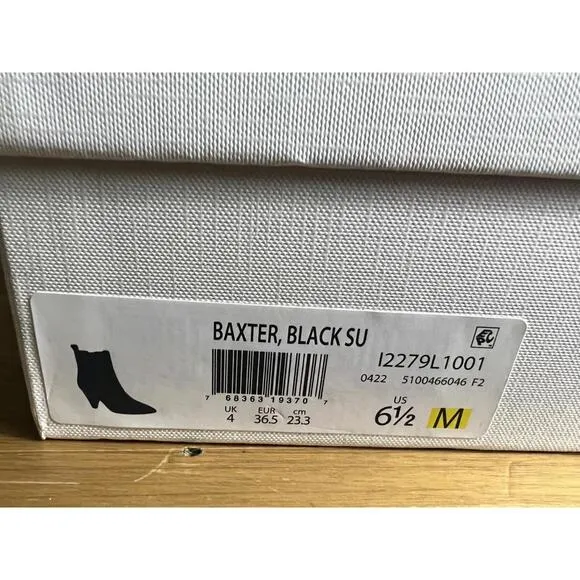 BAXTER, BLACK SU
I2279L1001
0422 5100466046 F2
7 68363 19370 7
UK EUR cm
4 36.5 23.3
US
6½ M